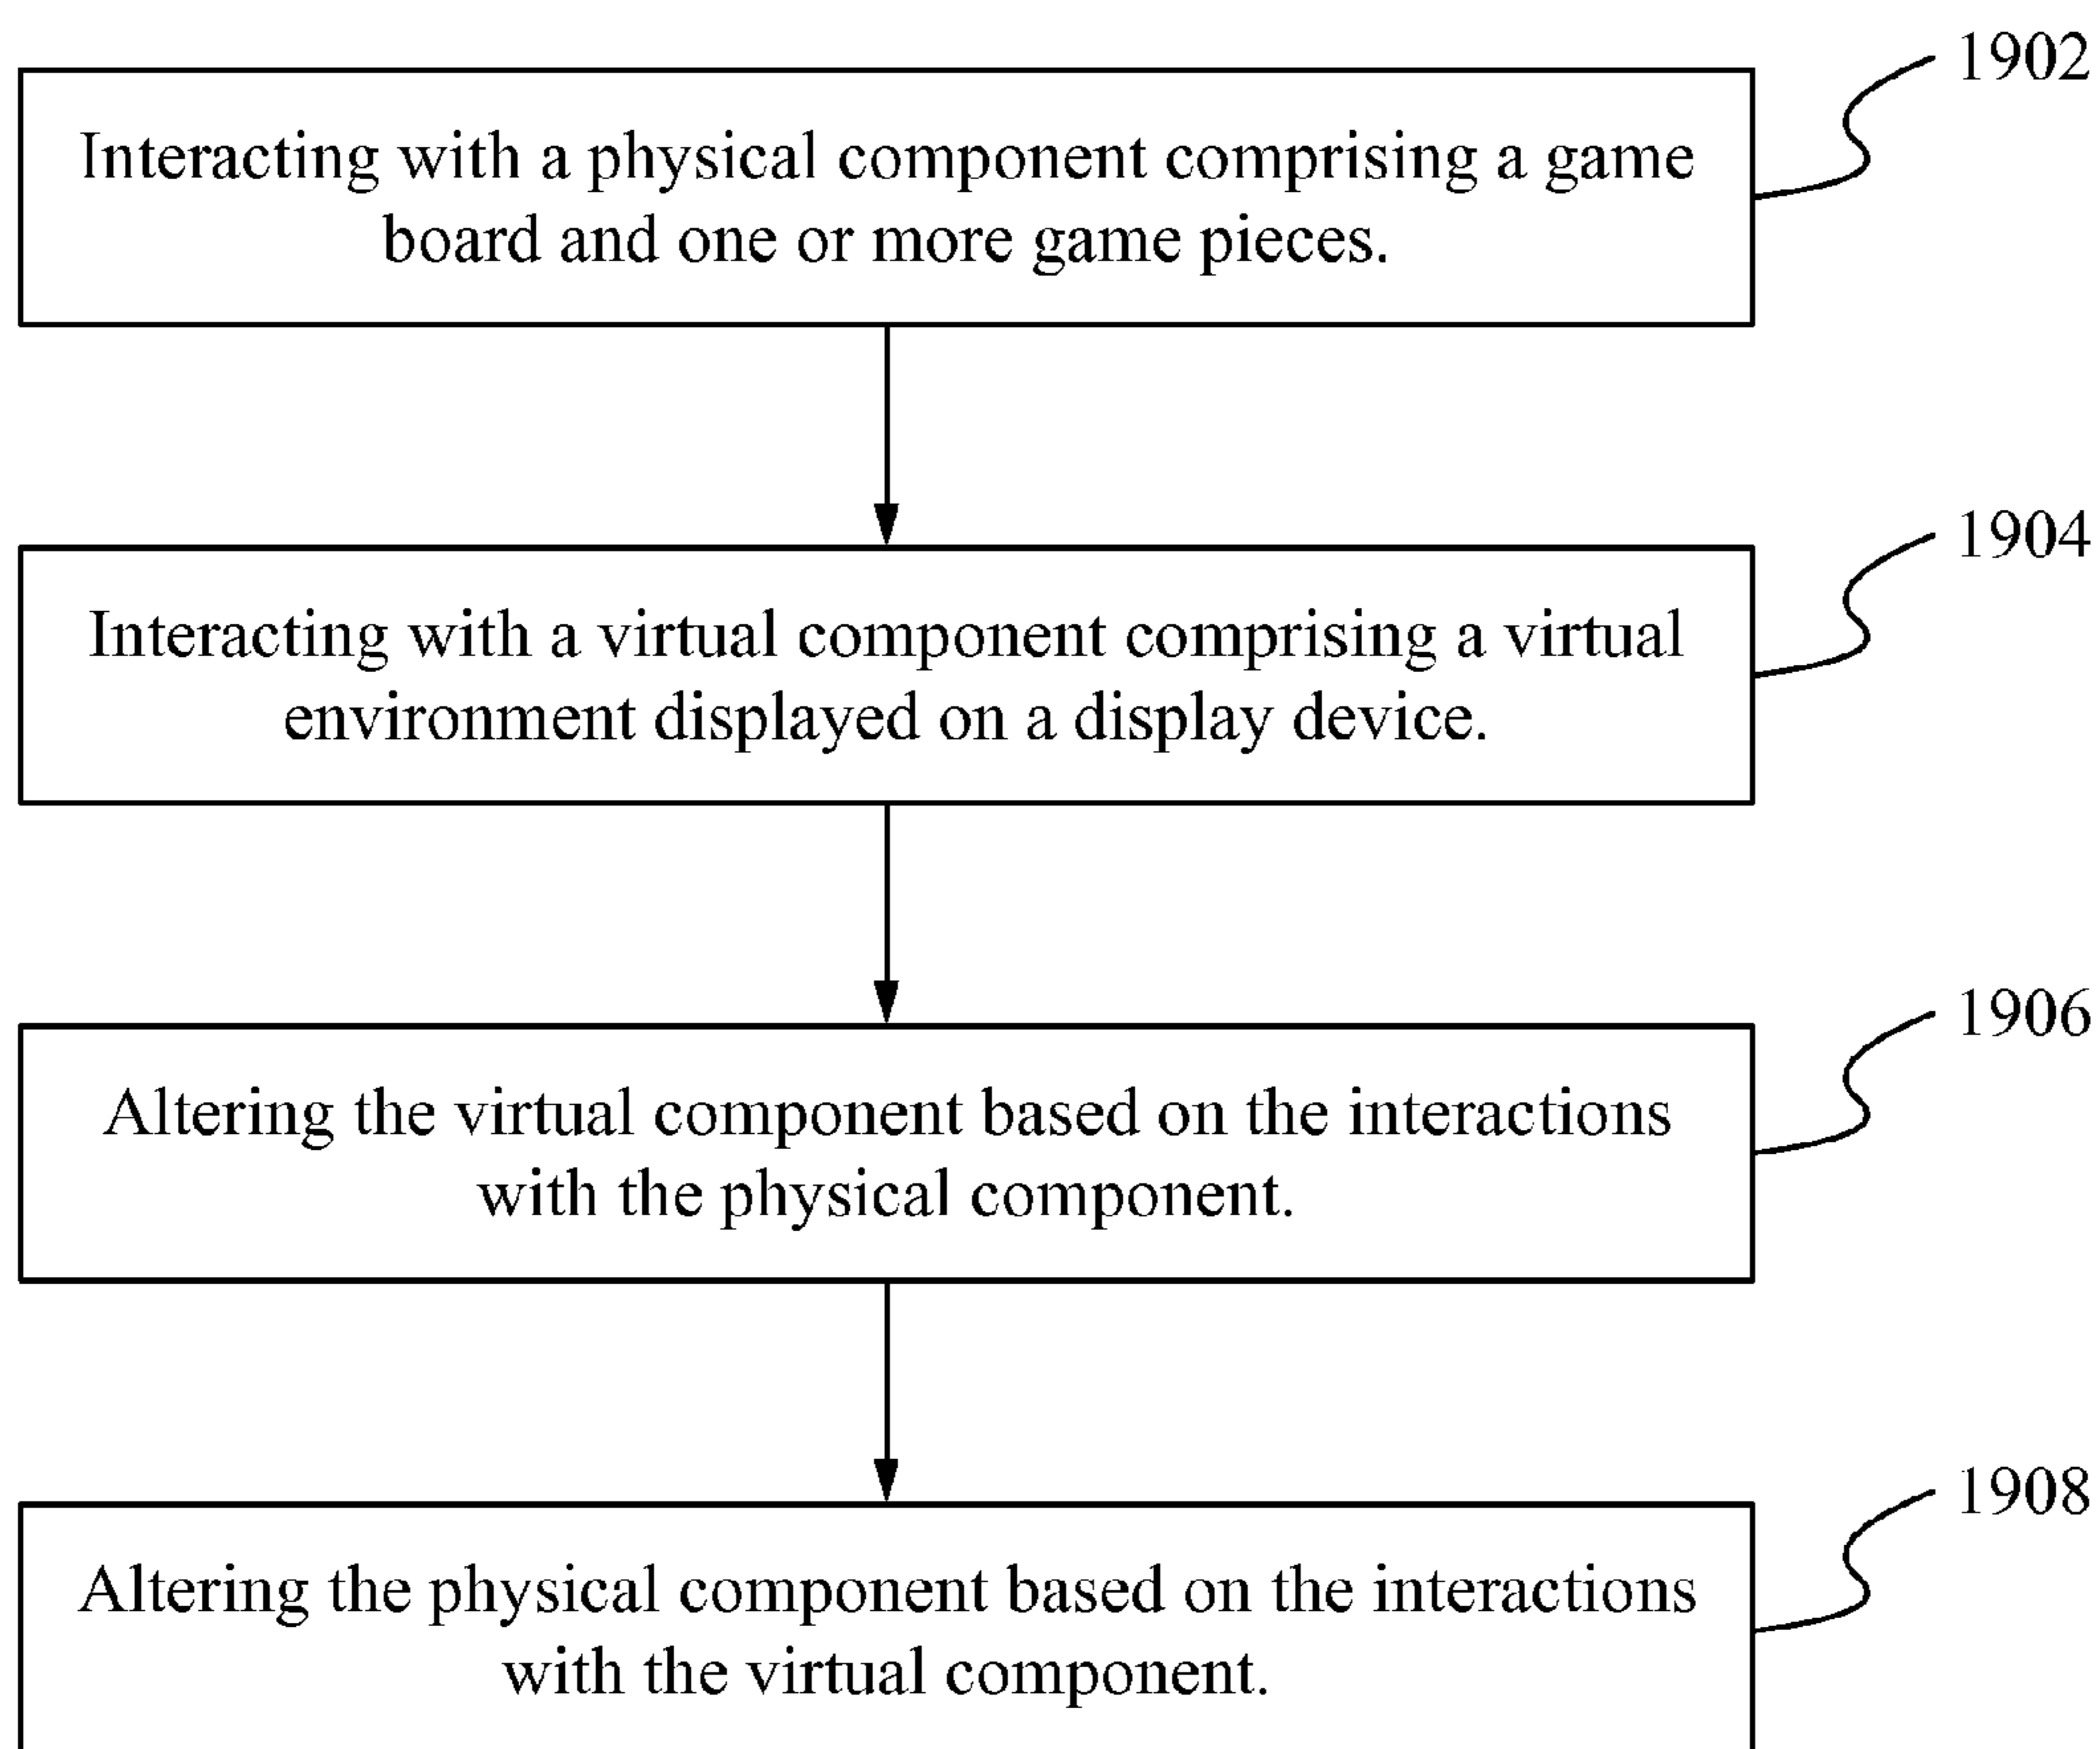 1902
Interacting with a physical component comprising a game
board and one or more game pieces.
1904
Interacting with a virtual component comprising a virtual
environment displayed on a display device.
1906
Altering the virtual component based on the interactions
with the physical component.
1908
Altering the physical component based on the interactions
with the virtual component.